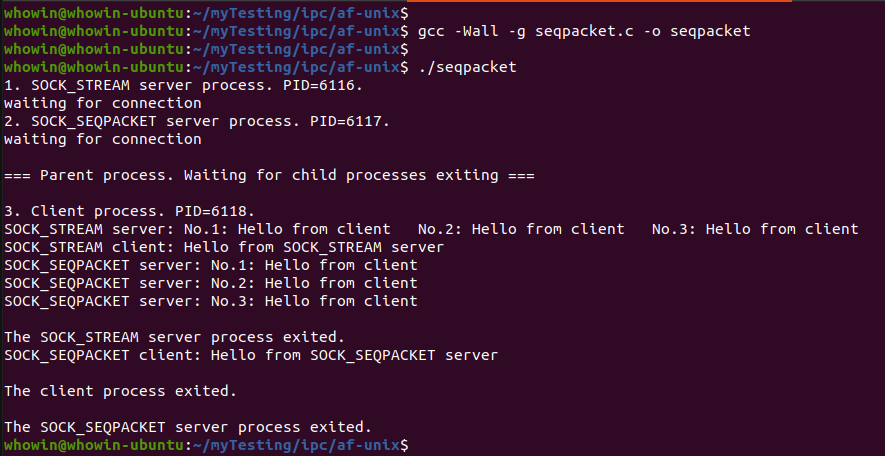 whowin@whowin-ubuntu:~/myTesting/ipc/af-unix$
whowin@whowin-ubuntu:~/myTesting/ipc/af-unix$ gcc -Wall -g seqpacket.c -o seqpacket
whowin@whowin-ubuntu:~/myTesting/ipc/af-unix$
whowin@whowin-ubuntu:~/myTesting/ipc/af-unix$ ./seqpacket
1. SOCK_STREAM server process. PID=6116.
waiting for connection
2. SOCK_SEQPACKET server process. PID=6117.
waiting for connection
=== Parent process. Waiting for child processes exiting ===
3. Client process. PID=6118.
SOCK_STREAM server: No.1: Hello from client   No.2: Hello from client   No.3: Hello from client
SOCK_STREAM client: Hello from SOCK_STREAM server
SOCK_SEQPACKET server: No.1: Hello from client
SOCK_SEQPACKET server: No.2: Hello from client
SOCK_SEQPACKET server: No.3: Hello from client
The SOCK_STREAM server process exited.
SOCK_SEQPACKET client: Hello from SOCK_SEQPACKET server
The client process exited.
The SOCK_SEQPACKET server process exited.
whowin@whowin-ubuntu:~/myTesting/ipc/af-unix$